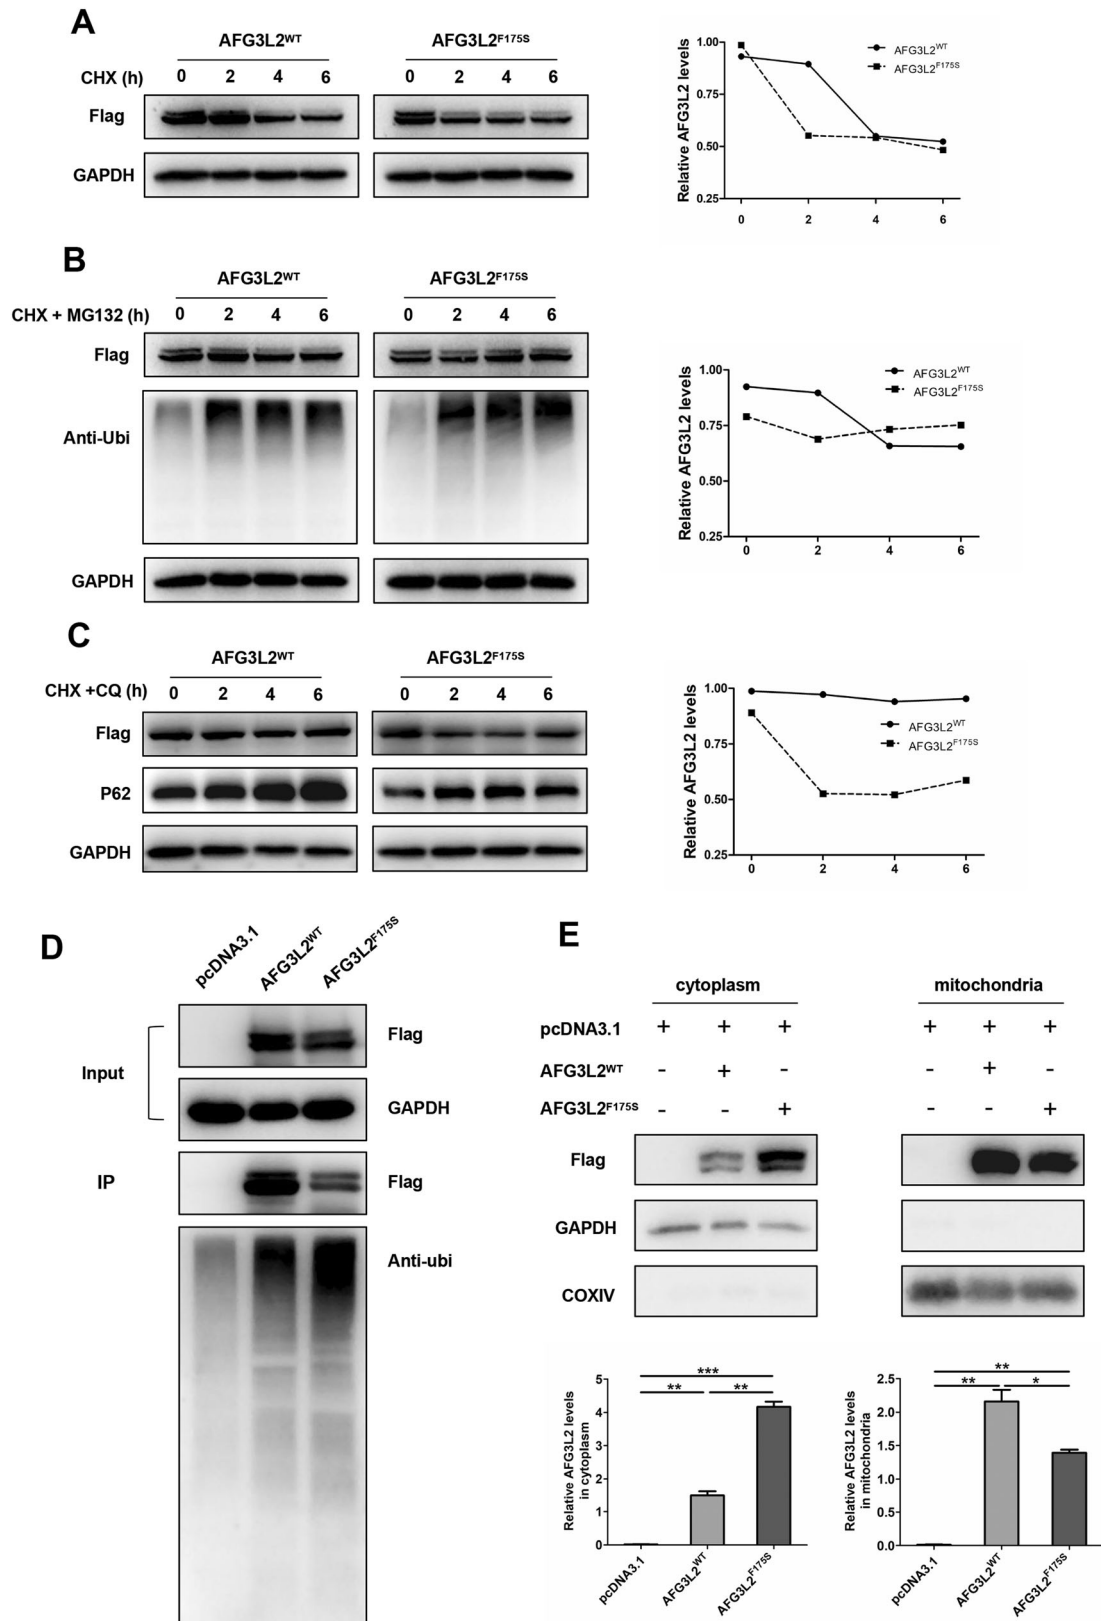 A
AFG3L2WT
AFG3L2F175S
CHX (h)
0 2 4 6
0 2 4 6
Flag
GAPDH
Relative AFG3L2 levels
1.00
0.75
0.50
0.25
0 2 4 6
AFG3L2WT
AFG3L2F175S
B
AFG3L2WT
AFG3L2F175S
CHX + MG132 (h)
0 2 4 6
0 2 4 6
Flag
Anti-Ubi
GAPDH
Relative AFG3L2 levels
1.00
0.75
0.50
0.25
0 2 4 6
AFG3L2WT
AFG3L2F175S
C
AFG3L2WT
AFG3L2F175S
CHX +CQ (h)
0 2 4 6
0 2 4 6
Flag
P62
GAPDH
Relative AFG3L2 levels
1.00
0.75
0.50
0.25
0 2 4 6
AFG3L2WT
AFG3L2F175S
D
pcDNA3.1
AFG3L2WT
AFG3L2F175S
Input
Flag
GAPDH
IP
Flag
Anti-ubi
E
cytoplasm
mitochondria
pcDNA3.1 + + + + + +
AFG3L2WT - + - - + -
AFG3L2F175S - - + - - +
Flag
GAPDH
COXIV
Relative AFG3L2 levels
in cytoplasm
5
4
3
2
1
0
***
** **
pcDNA3.1
AFG3L2WT
AFG3L2F175S
Relative AFG3L2 levels
in mitochondria
2.5
2.0
1.5
1.0
0.5
0.0
**
** *
pcDNA3.1
AFG3L2WT
AFG3L2F175S